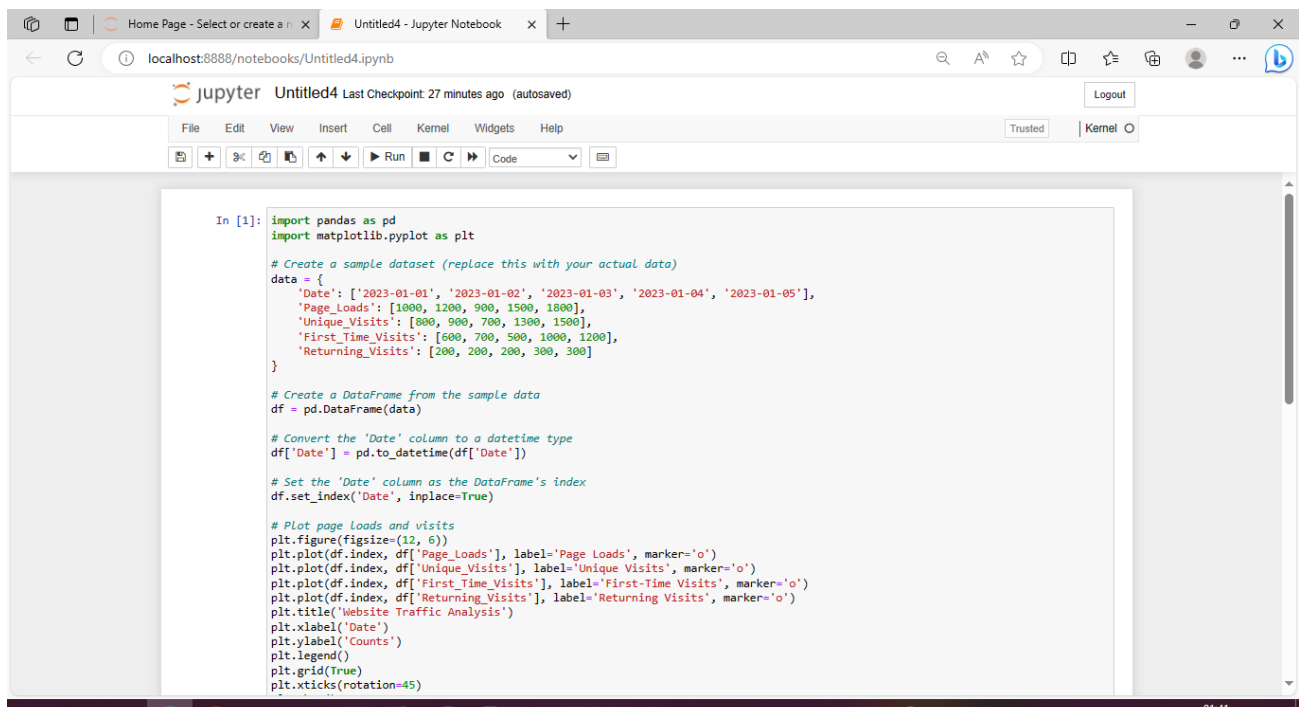 Home Page - Select or create a n
Untitled4 - Jupyter Notebook
localhost:8888/notebooks/Untitled4.ipynb
jupyter Untitled4 Last Checkpoint: 27 minutes ago (autosaved)
Logout
File Edit View Insert Cell Kernel Widgets Help
Trusted
Kernel
Run
Code
In [1]:
import pandas as pd
import matplotlib.pyplot as plt
# Create a sample dataset (replace this with your actual data)
data = {
'Date': ['2023-01-01', '2023-01-02', '2023-01-03', '2023-01-04', '2023-01-05'],
'Page_Loads': [1000, 1200, 900, 1500, 1800],
'Unique_Visits': [800, 900, 700, 1300, 1500],
'First_Time_Visits': [600, 700, 500, 1000, 1200],
'Returning_Visits': [200, 200, 200, 300, 300]
}
# Create a DataFrame from the sample data
df = pd.DataFrame(data)
# Convert the 'Date' column to a datetime type
df['Date'] = pd.to_datetime(df['Date'])
# Set the 'Date' column as the DataFrame's index
df.set_index('Date', inplace=True)
# Plot page loads and visits
plt.figure(figsize=(12, 6))
plt.plot(df.index, df['Page_Loads'], label='Page Loads', marker='o')
plt.plot(df.index, df['Unique_Visits'], label='Unique Visits', marker='o')
plt.plot(df.index, df['First_Time_Visits'], label='First-Time Visits', marker='o')
plt.plot(df.index, df['Returning_Visits'], label='Returning Visits', marker='o')
plt.title('Website Traffic Analysis')
plt.xlabel('Date')
plt.ylabel('Counts')
plt.legend()
plt.grid(True)
plt.xticks(rotation=45)